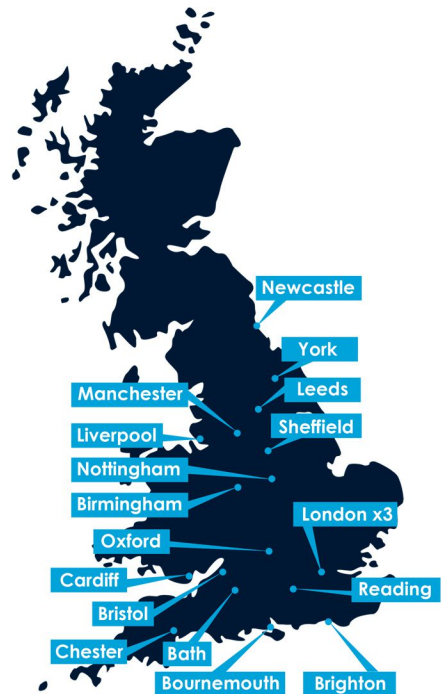 Newcastle
York
Leeds
Manchester
Sheffield
Liverpool
Nottingham
Birmingham
London x3
Oxford
Cardiff
Reading
Bristol
Chester
Bath
Bournemouth
Brighton